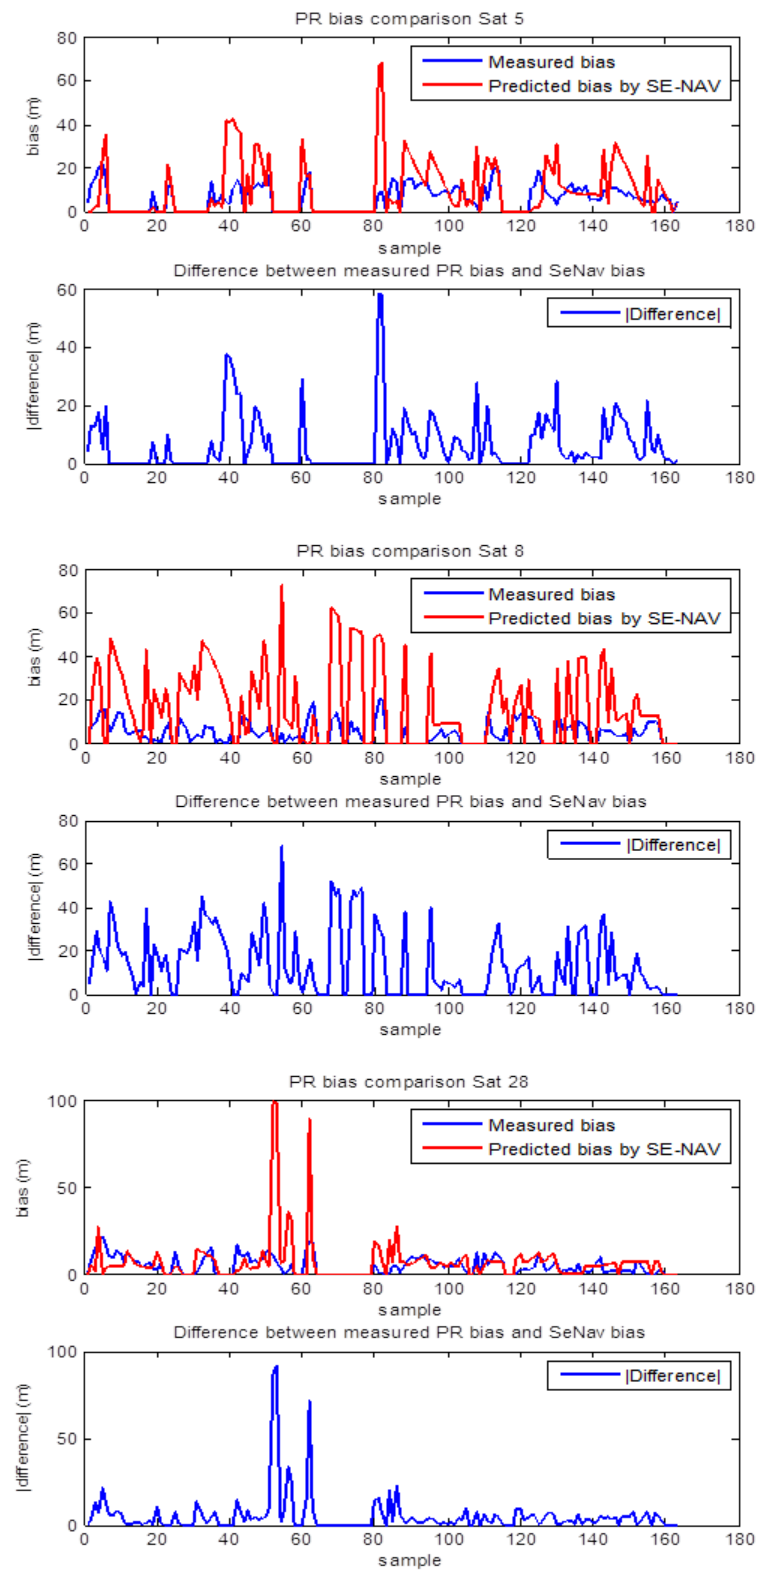 PR bias comparison Sat 5
80
60
40
20
0
bias (m)
Measured bias
Predicted bias by SE-NAV
0 20 40 60 80 100 120 140 160 180
sample
Difference between measured PR bias and SeNav bias
60
40
20
0
|difference| (m)
|Difference|
0 20 40 60 80 100 120 140 160 180
sample
PR bias comparison Sat 8
80
60
40
20
0
bias (m)
Measured bias
Predicted bias by SE-NAV
0 20 40 60 80 100 120 140 160 180
sample
Difference between measured PR bias and SeNav bias
80
60
40
20
0
|difference| (m)
|Difference|
0 20 40 60 80 100 120 140 160 180
sample
PR bias comparison Sat 28
100
50
0
bias (m)
Measured bias
Predicted bias by SE-NAV
0 20 40 60 80 100 120 140 160 180
sample
Difference between measured PR bias and SeNav bias
100
50
0
|difference| (m)
|Difference|
0 20 40 60 80 100 120 140 160 180
sample